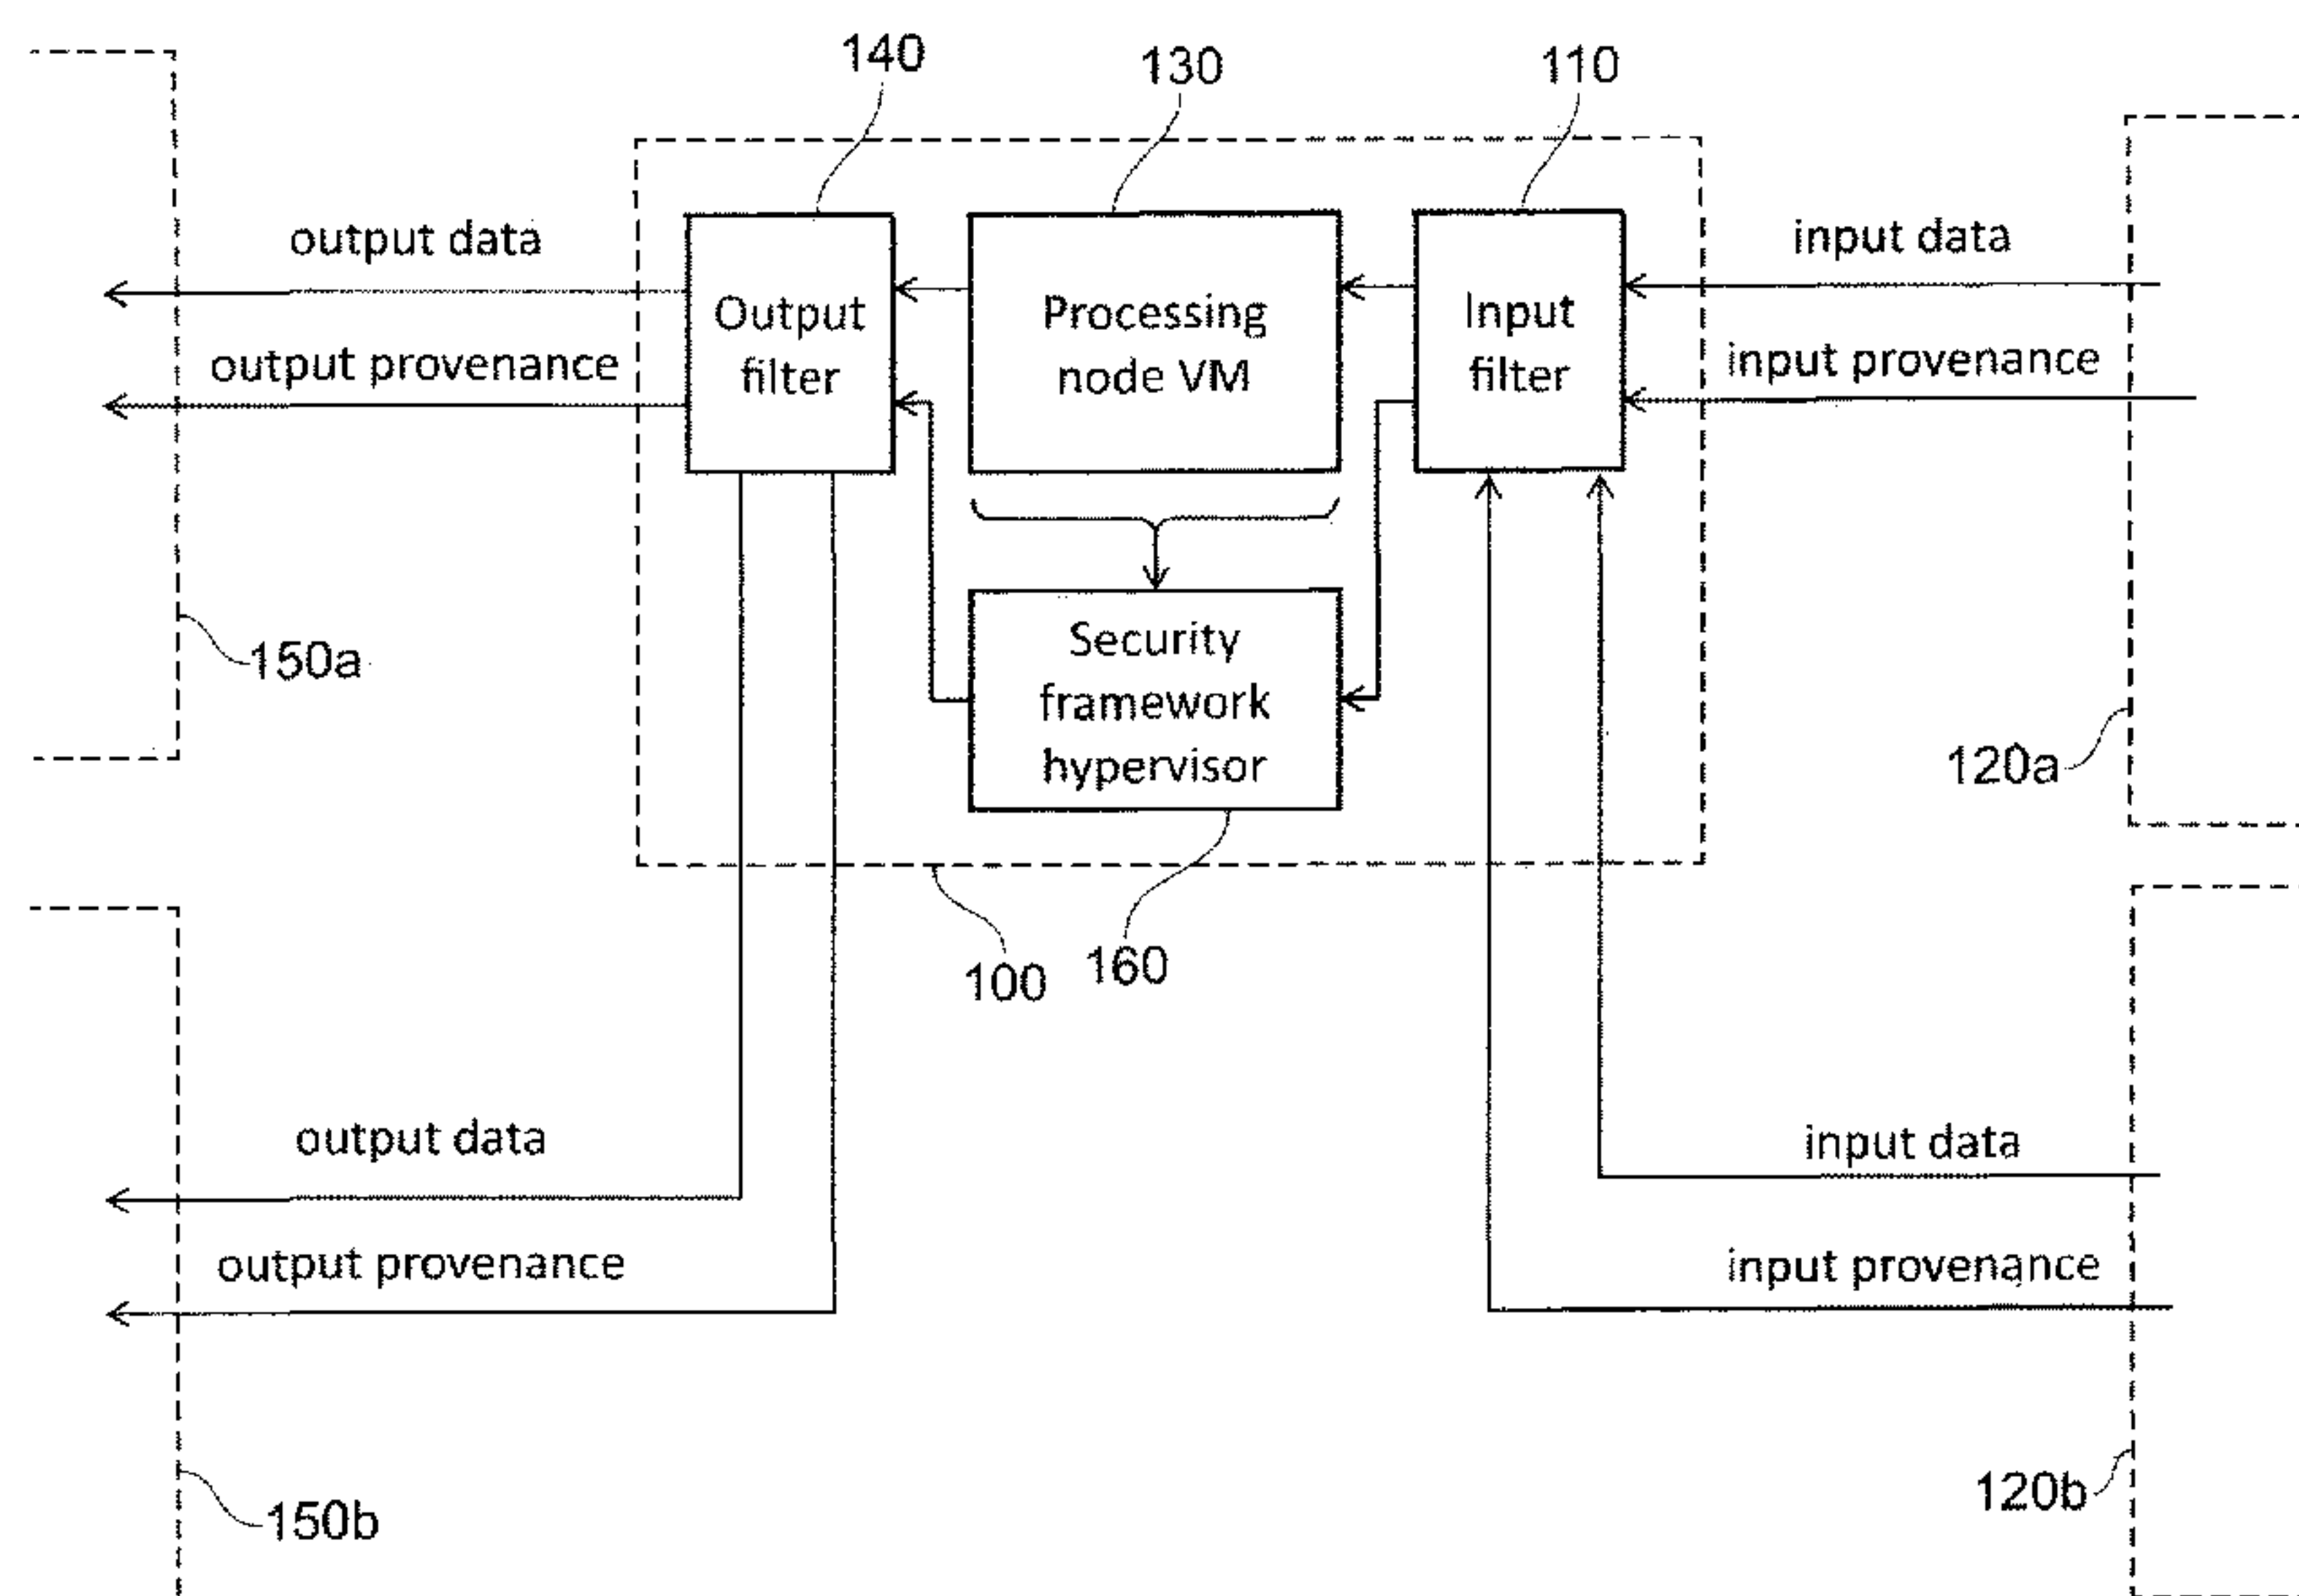 140
130
110
output data
output provenance
Output
filter
Processing
node VM
Input
filter
input data
input provenance
Security
framework
hypervisor
150a
120a
100
160
output data
output provenance
input data
input provenance
150b
120b